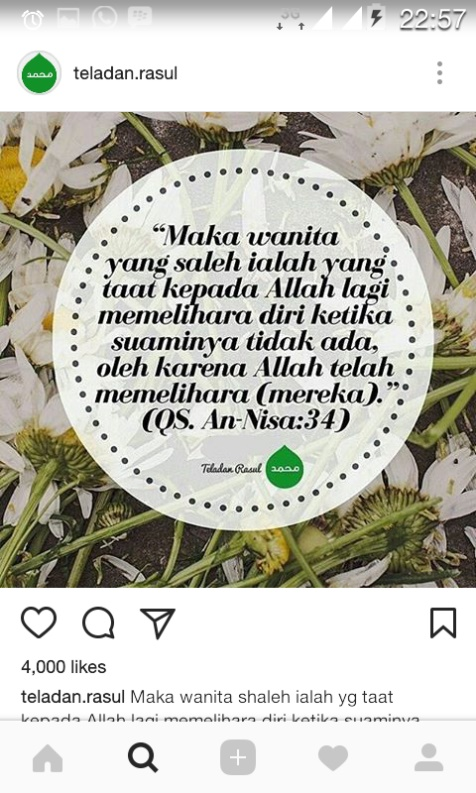 3G
22:57
محمد
teladan.rasul
“Maka wanita
yang saleh ialah yang
taat kepada Allah lagi
memelihara diri ketika
suaminya tidak ada,
oleh karena Allah telah
memelihara (mereka).”
(QS. An-Nisa:34)
Teladan Rasul
محمد
4,000 likes
teladan.rasul Maka wanita shaleh ialah yg taat
kepada Allah lagi memelihara diri ketika suaminya